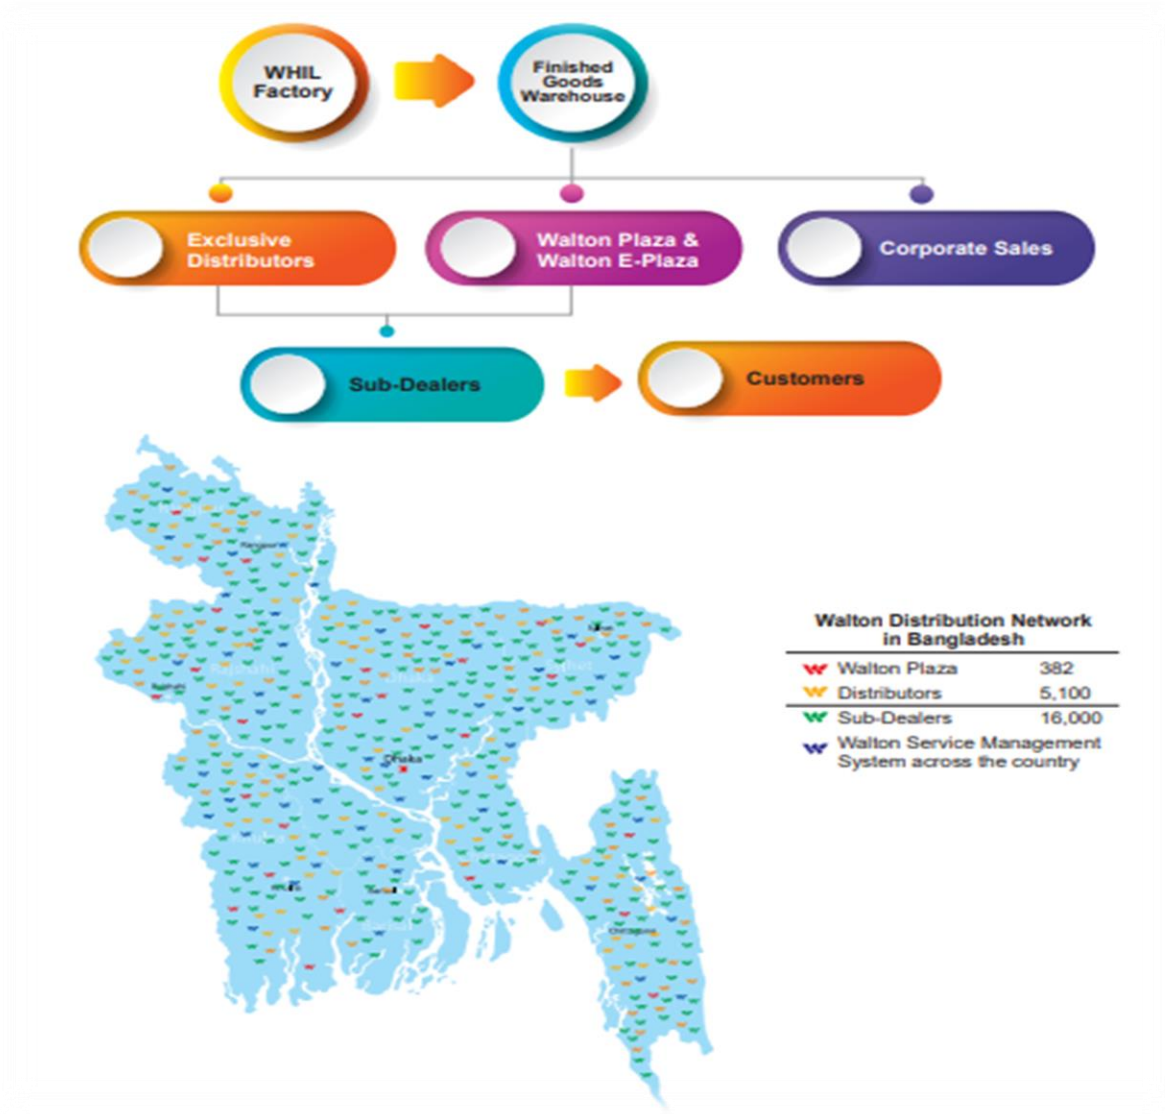 WHIL
Factory
Finished
Goods
Warehouse
Exclusive
Distributors
Walton Plaza &
Walton E-Plaza
Corporate Sales
Sub-Dealers
Customers
Rajshahi
Dhaka
Dhaka
Walton Distribution Network
in Bangladesh
Walton Plaza 382
Distributors 5,100
Sub-Dealers 16,000
Walton Service Management
System across the country